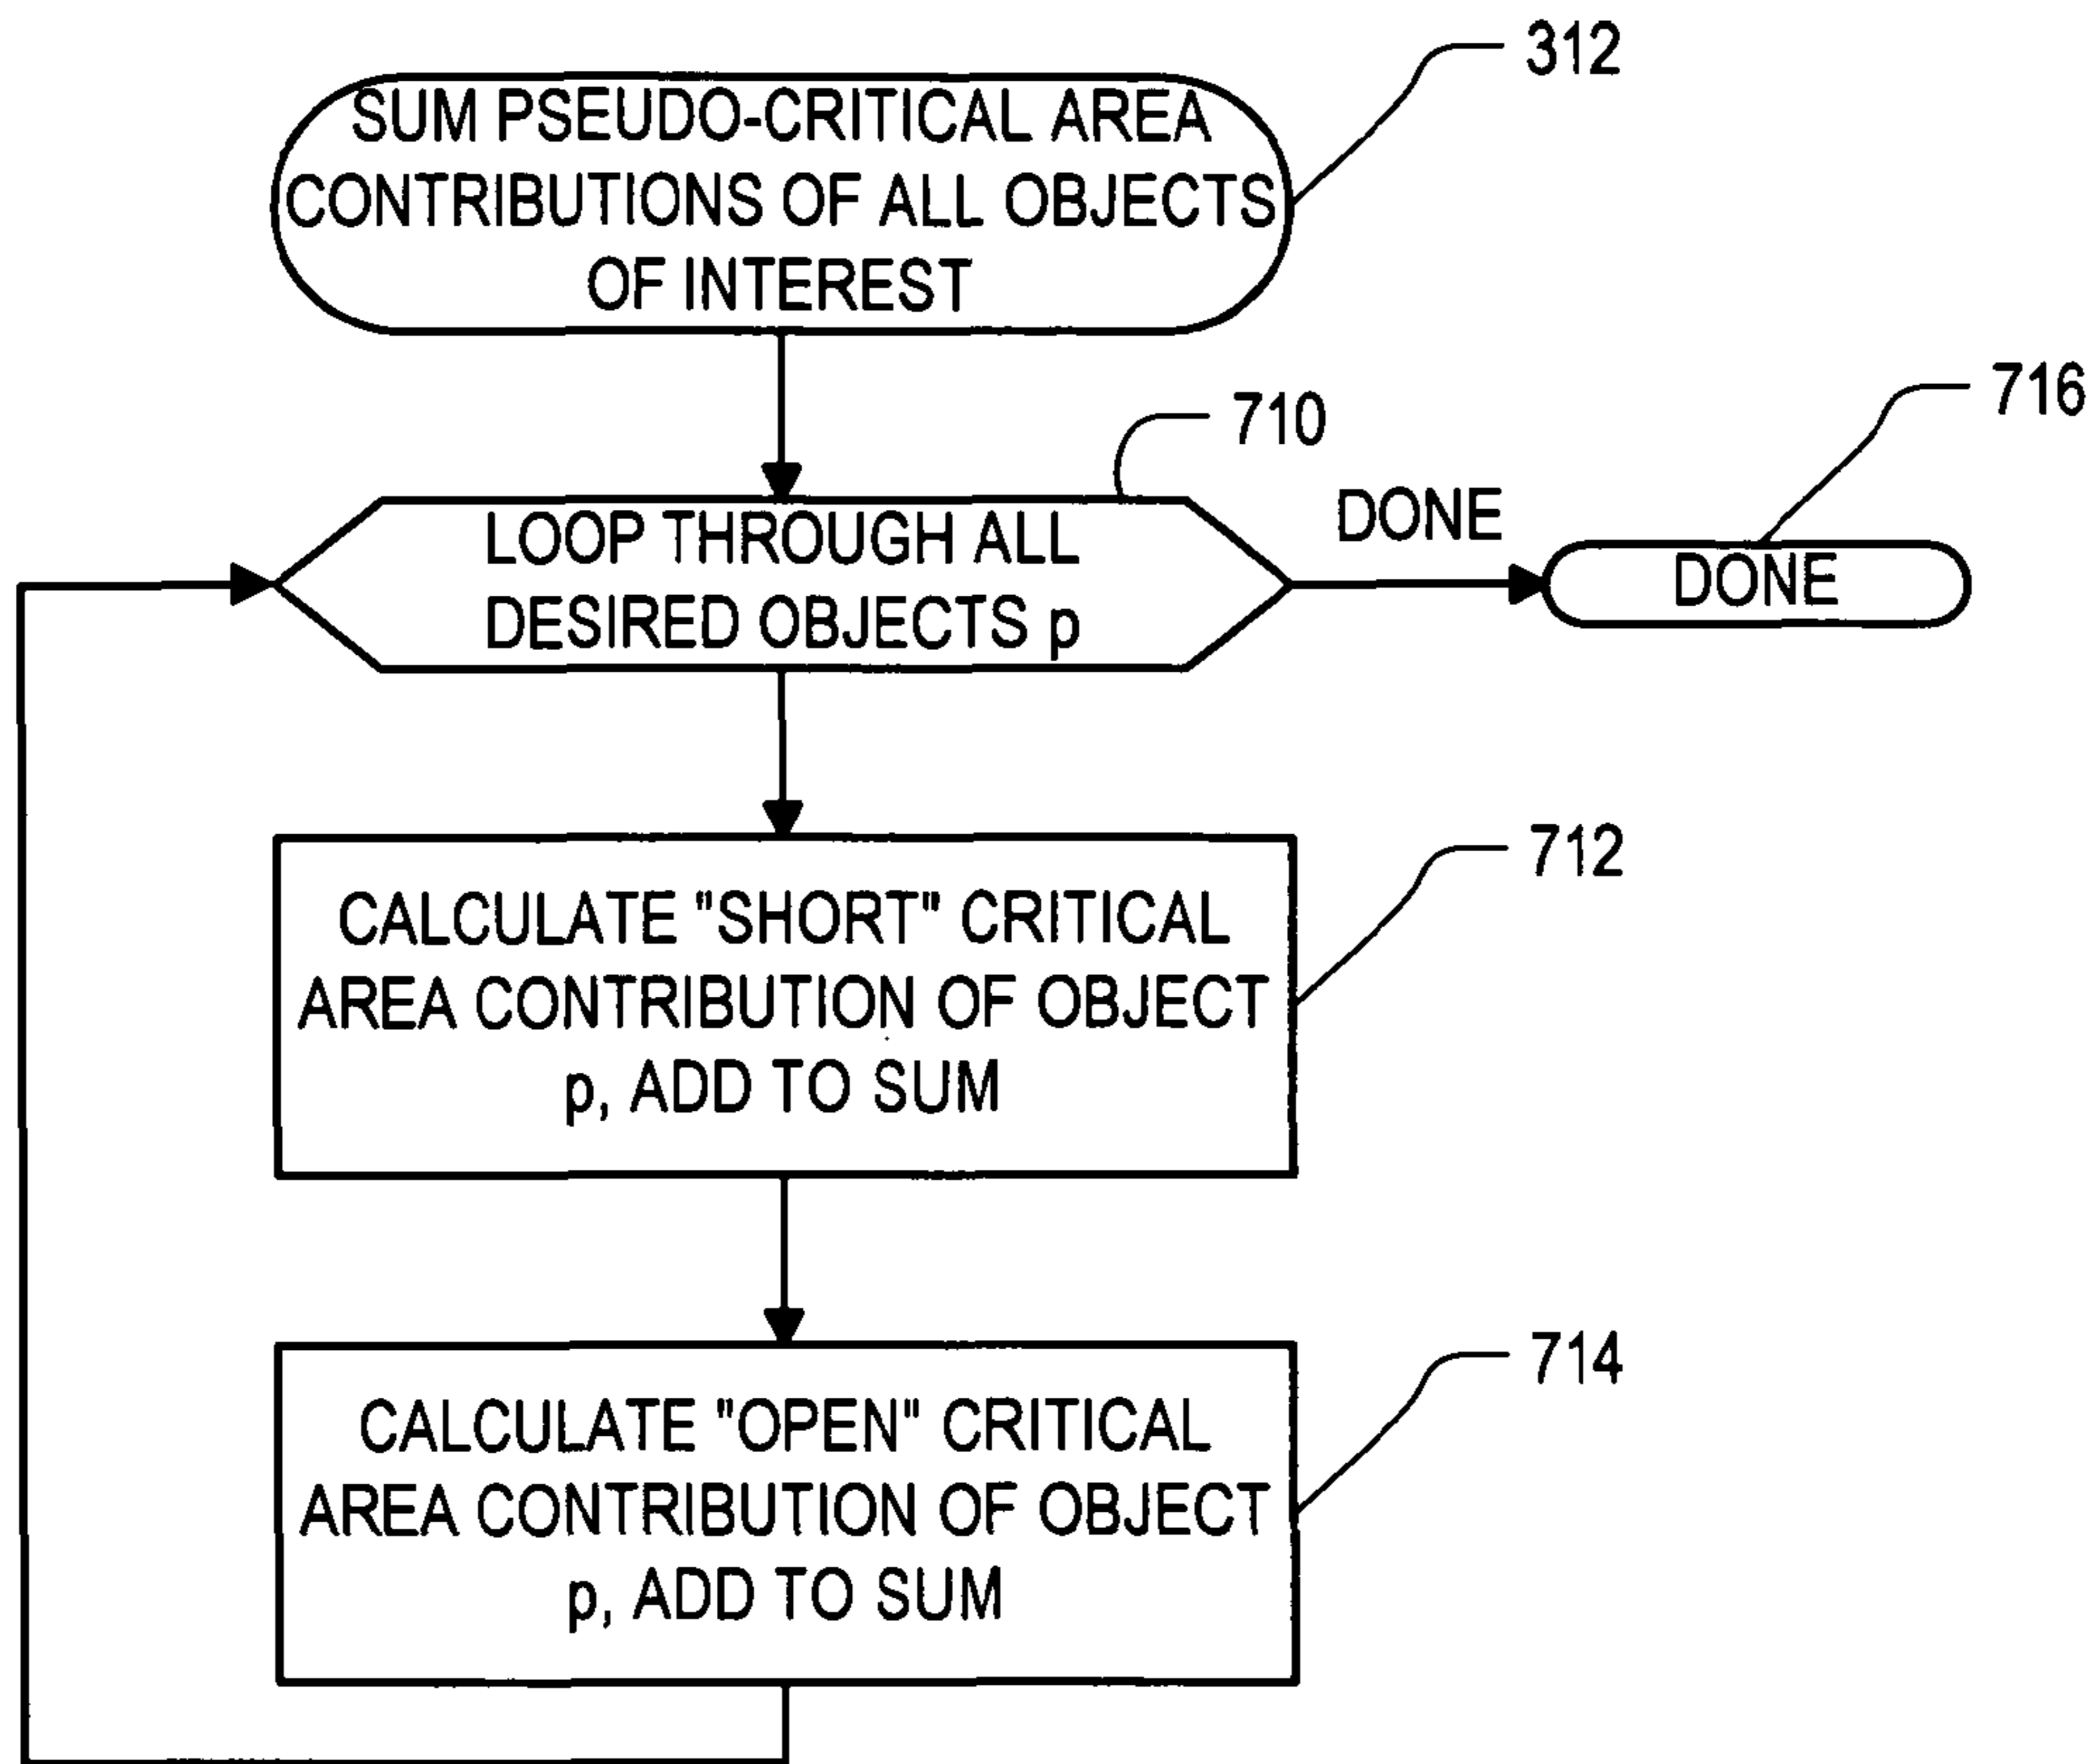 312
SUM PSEUDO-CRITICAL AREA
CONTRIBUTIONS OF ALL OBJECTS
OF INTEREST
716
710
DONE
LOOP THROUGH ALL
DESIRED OBJECTS p
DONE
712
CALCULATE "SHORT" CRITICAL
AREA CONTRIBUTION OF OBJECT
p, ADD TO SUM
714
CALCULATE "OPEN" CRITICAL
AREA CONTRIBUTION OF OBJECT
p, ADD TO SUM